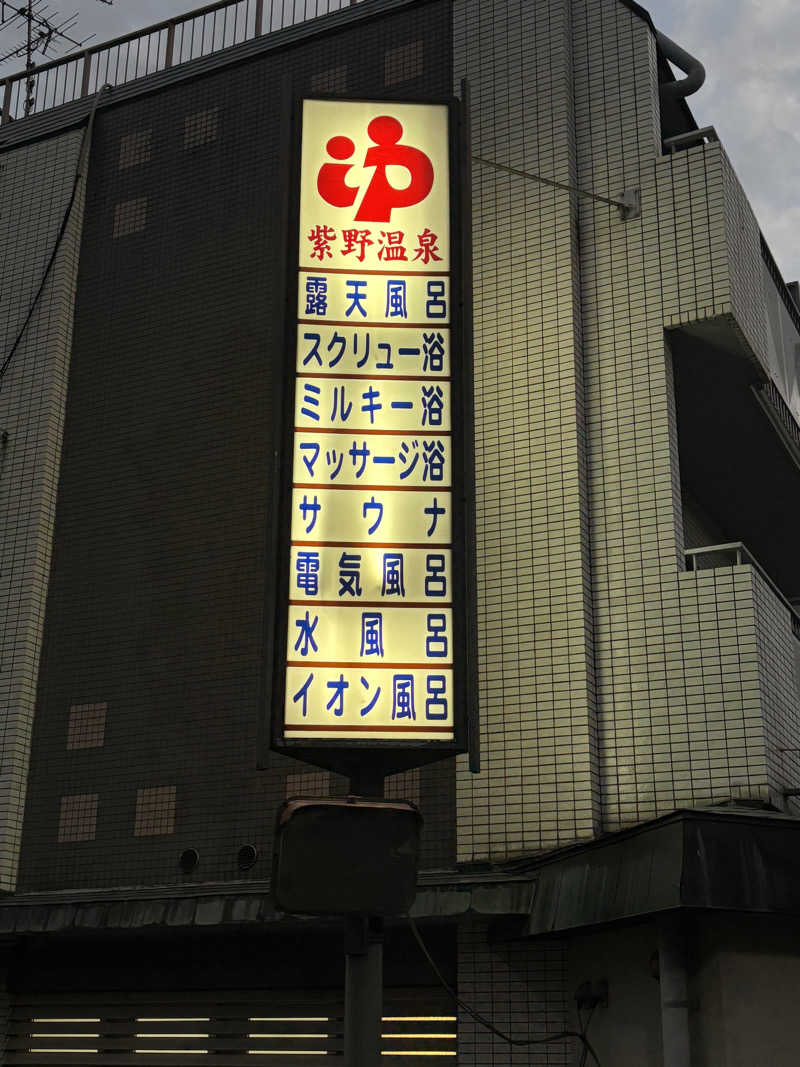 ゆ
紫野温泉
露天風呂
スクリュー浴
ミルキー浴
マッサージ浴
サウナ
電気風呂
水風呂
イオン風呂